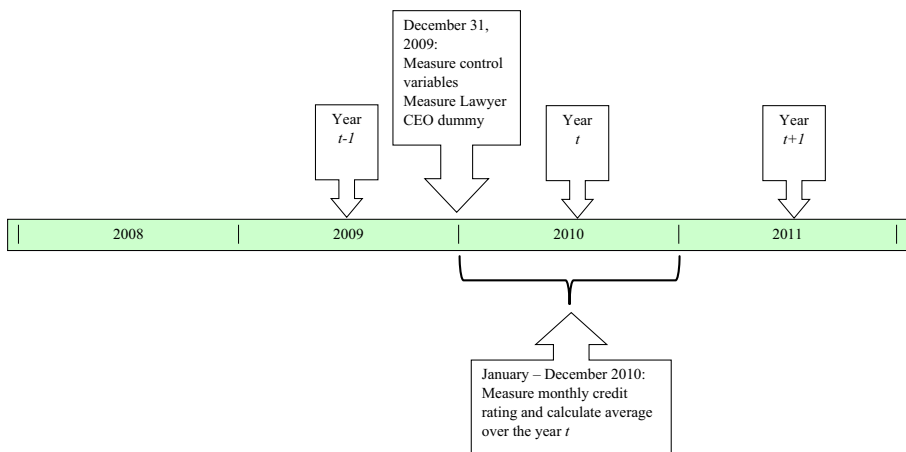 December 31,
2009:
Measure control
variables
Measure Lawyer
CEO dummy
Year
t-1
Year
t
Year
t+1
2008
2009
2010
2011
January – December 2010:
Measure monthly credit
rating and calculate average
over the year t